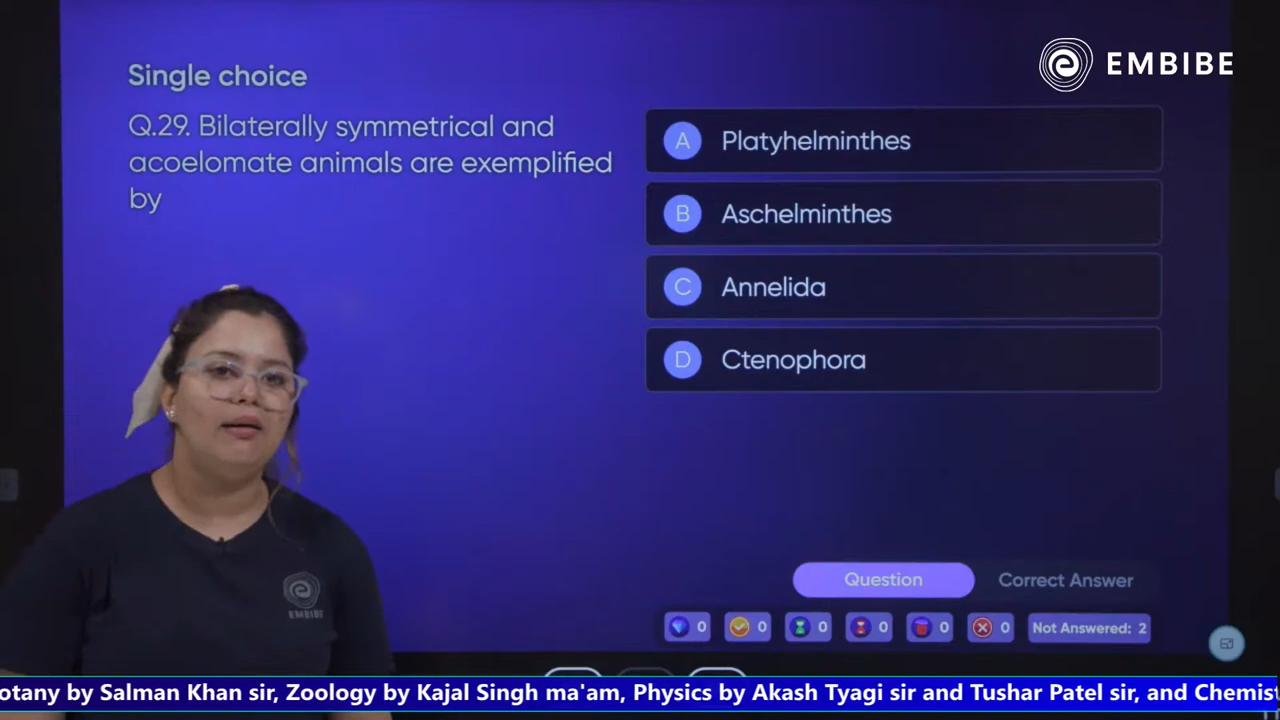 EMBIBE
Single choice
Q.29. Bilaterally symmetrical and
acoelomate animals are exemplified
by
A Platyhelminthes
B Aschelminthes
C Annelida
D Ctenophora
EMBIBE
Question Correct Answer
0 0 0 0 0 0 Not Answered: 2
otany by Salman Khan sir, Zoology by Kajal Singh ma'am, Physics by Akash Tyagi sir and Tushar Patel sir, and Chemist